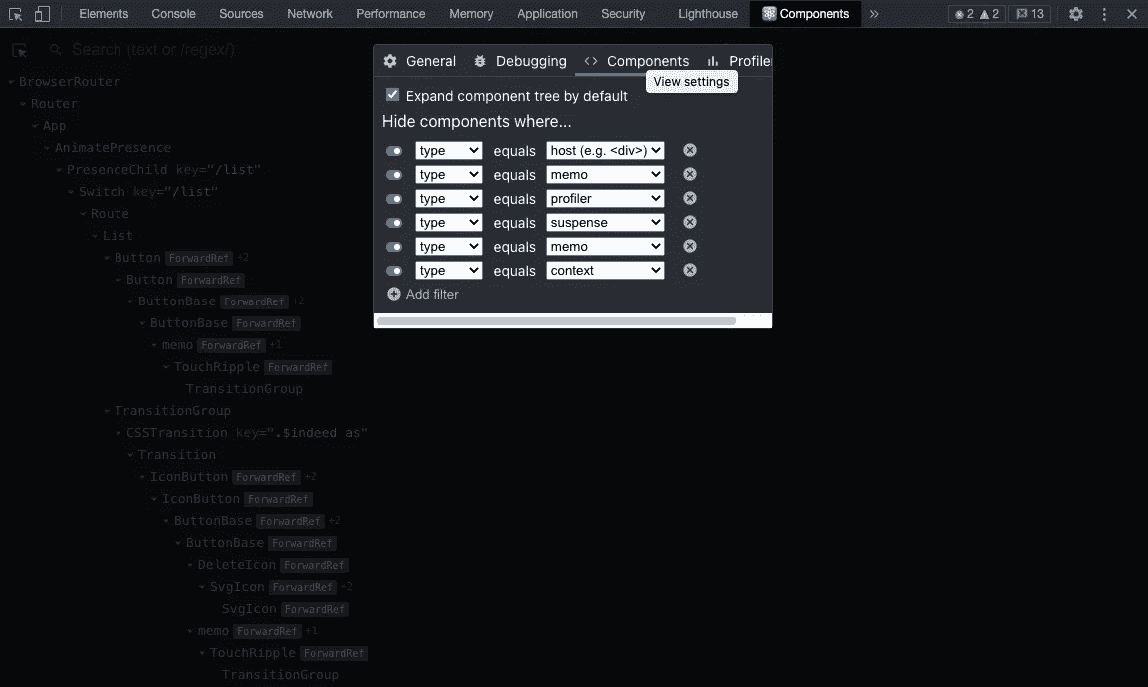 Elements Console Sources Network Performance Memory Application Security Lighthouse Components » 2 2 13
Search (text or /regex/)
General Debugging <> Components Profiler
View settings
Expand component tree by default
Hide components where...
type equals host (e.g. <div>)
type equals memo
type equals profiler
type equals suspense
type equals memo
type equals context
Add filter
BrowserRouter
Router
App
AnimatePresence
PresenceChild key="/list"
Switch key="/list"
Route
List
Button ForwardRef +2
Button ForwardRef
ButtonBase ForwardRef +2
ButtonBase ForwardRef
memo ForwardRef +1
TouchRipple ForwardRef
TransitionGroup
TransitionGroup
CSSTransition key=".$indeed as"
Transition
IconButton ForwardRef +2
IconButton ForwardRef
ButtonBase ForwardRef +2
ButtonBase ForwardRef
DeleteIcon ForwardRef
SvgIcon ForwardRef +2
SvgIcon ForwardRef
memo ForwardRef +1
TouchRipple ForwardRef
TransitionGroup